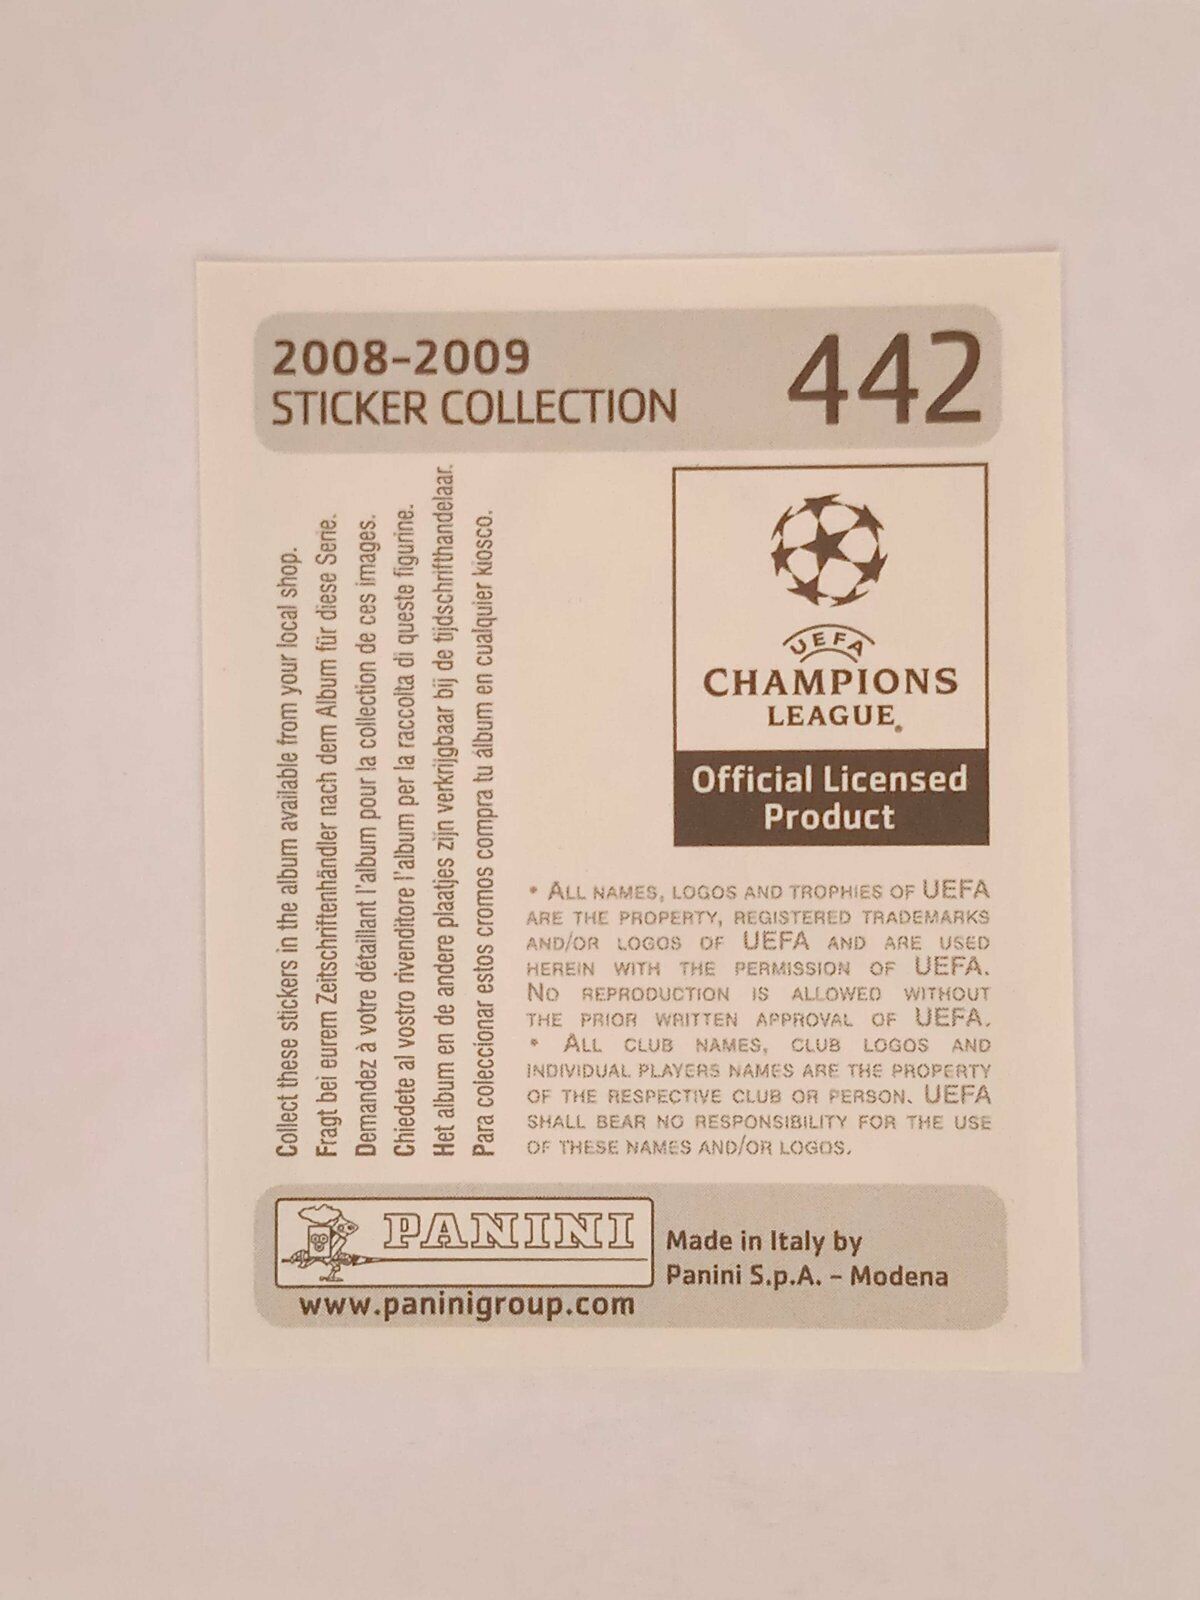 2008-2009
STICKER COLLECTION
442
Collect these stickers in the album available from your local shop.
Fragt bei eurem Zeitschriftenhändler nach dem Album für diese Serie.
Demandez à votre détaillant l'album pour la collection de ces images.
Chiedete al vostro rivenditore l'album per la raccolta di queste figurine.
Het album en de andere plaatjes zijn verkrijgbaar bij de tijdschrifthandelaar.
Para coleccionar estos cromos compra tu álbum en cualquier kiosco.
UEFA
CHAMPIONS
LEAGUE®
Official Licensed
Product
* ALL NAMES, LOGOS AND TROPHIES OF UEFA
ARE THE PROPERTY, REGISTERED TRADEMARKS
AND/OR LOGOS OF UEFA AND ARE USED
HEREIN WITH THE PERMISSION OF UEFA.
NO REPRODUCTION IS ALLOWED WITHOUT
THE PRIOR WRITTEN APPROVAL OF UEFA.
* ALL CLUB NAMES, CLUB LOGOS AND
INDIVIDUAL PLAYERS NAMES ARE THE PROPERTY
OF THE RESPECTIVE CLUB OR PERSON. UEFA
SHALL BEAR NO RESPONSIBILITY FOR THE USE
OF THESE NAMES AND/OR LOGOS.
PANINI
www.paninigroup.com
Made in Italy by
Panini S.p.A. - Modena